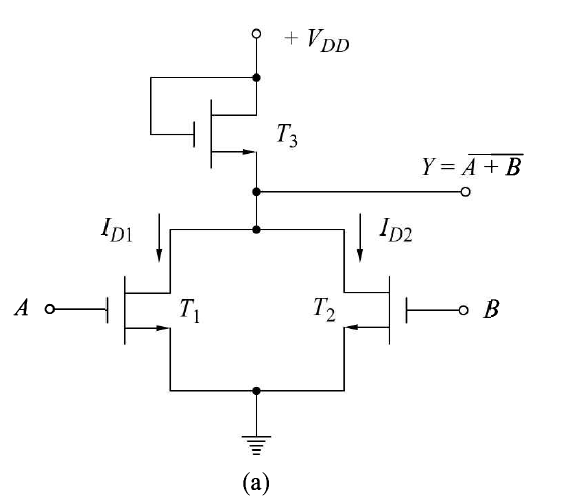 + V_DD
T_3
Y = \overline{A + B}
I_D1
I_D2
A
T_1
T_2
B
(a)